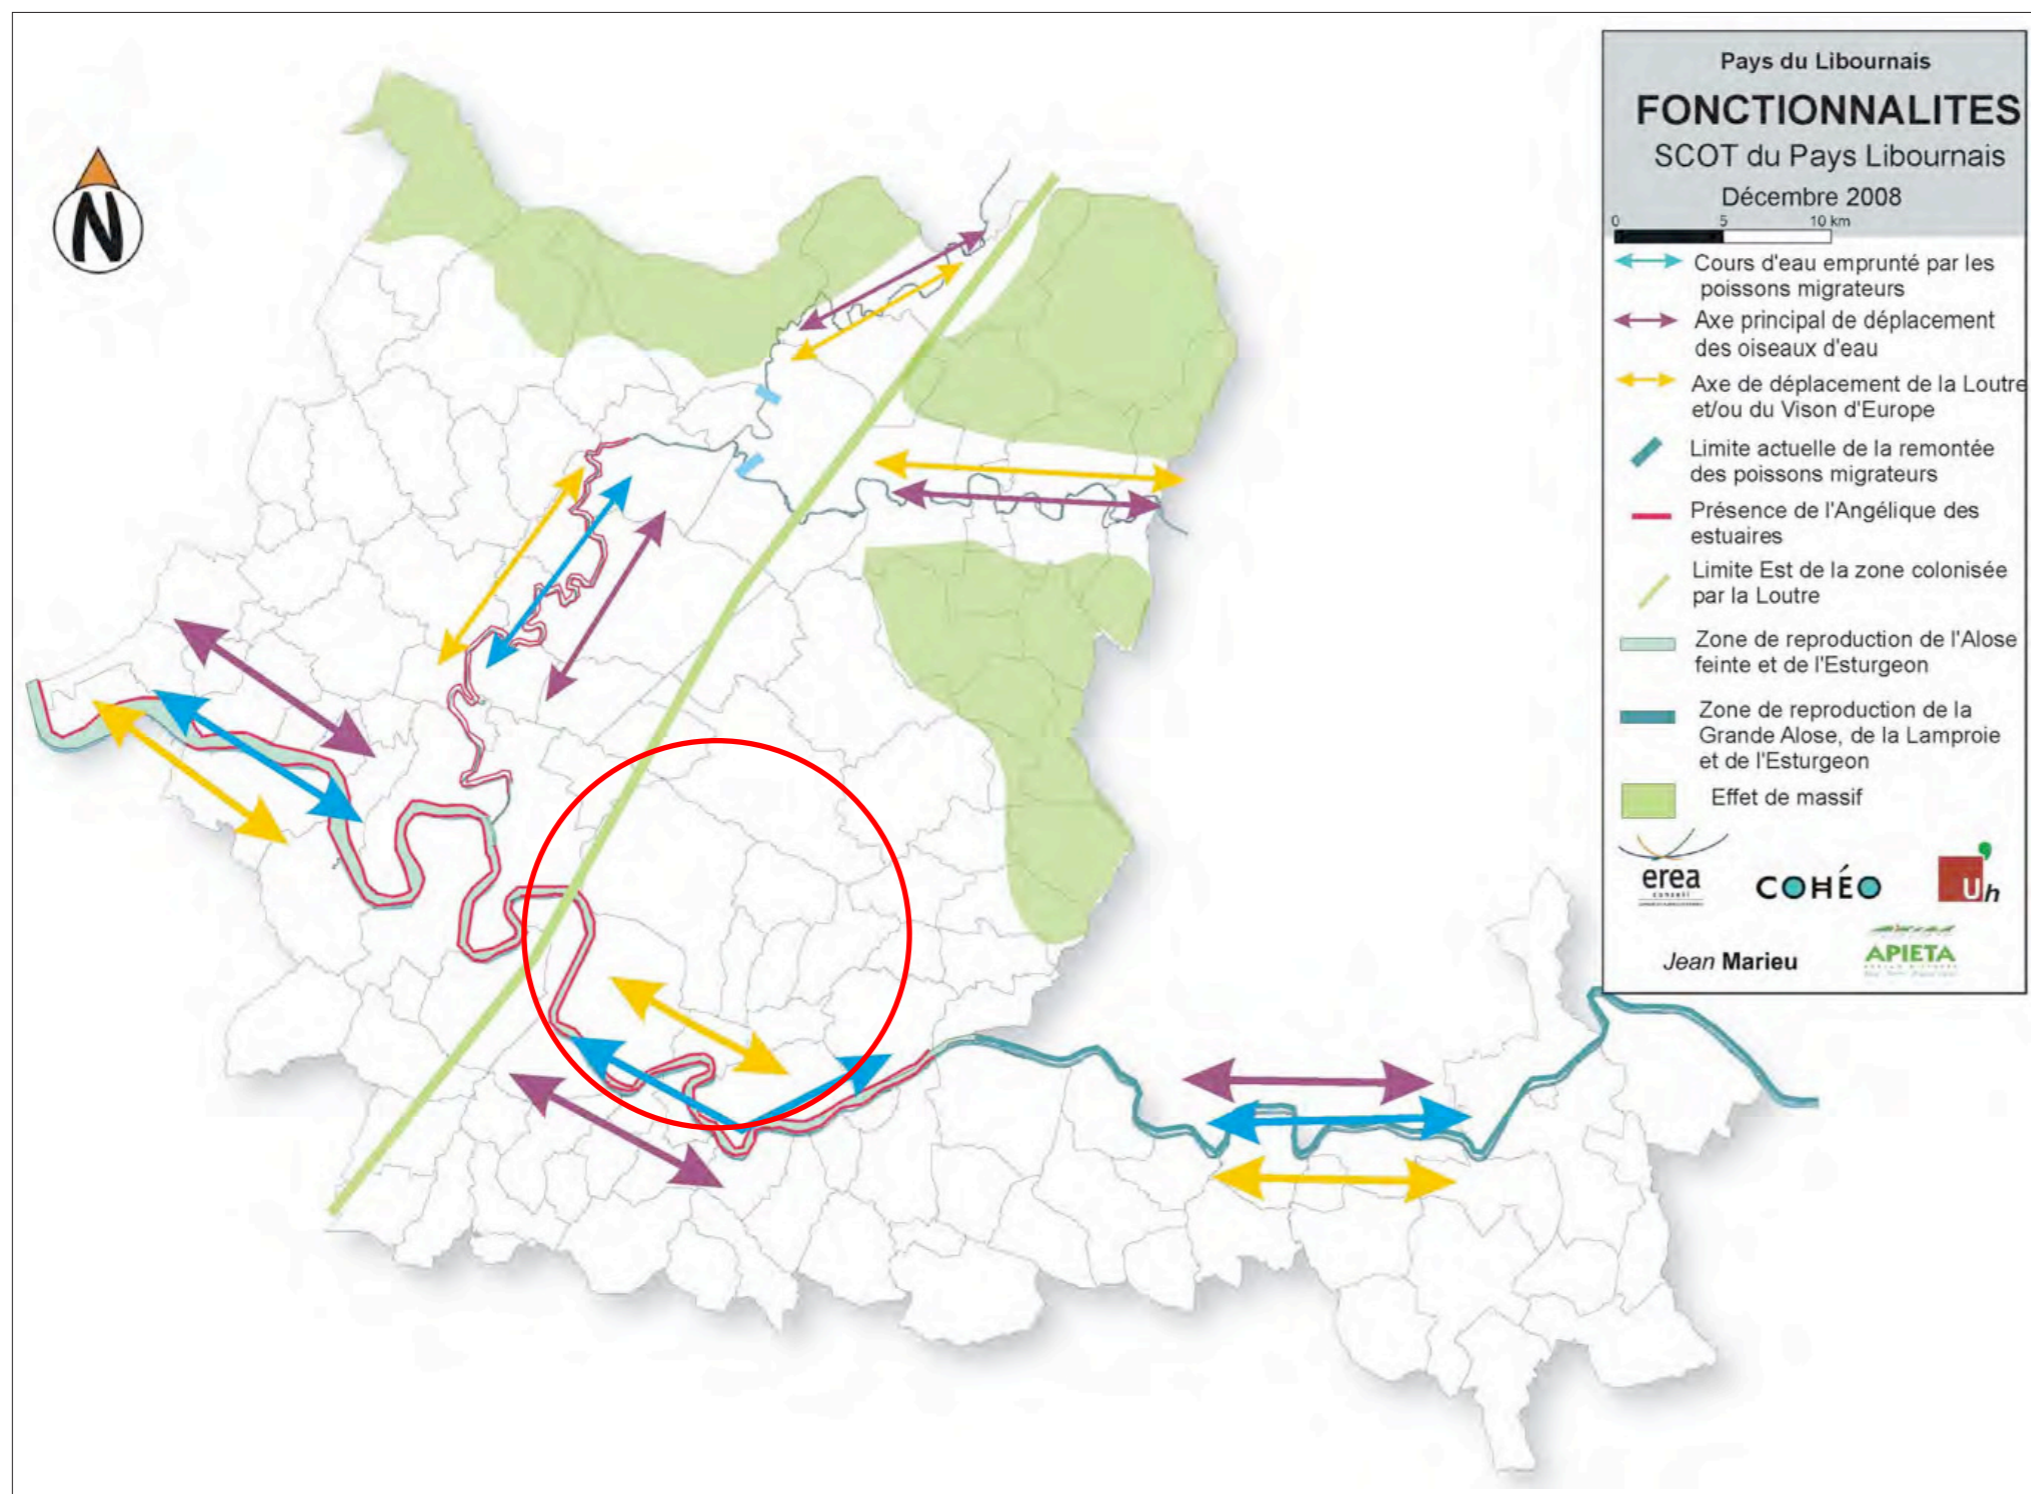 N
Pays du Libournais
FONCTIONNALITES
SCOT du Pays Libournais
Décembre 2008
0 5 10 km
Cours d'eau emprunté par les
poissons migrateurs
Axe principal de déplacement
des oiseaux d'eau
Axe de déplacement de la Loutre
et/ou du Vison d'Europe
Limite actuelle de la remontée
des poissons migrateurs
Présence de l'Angélique des
estuaires
Limite Est de la zone colonisée
par la Loutre
Zone de reproduction de l'Alose
feinte et de l'Esturgeon
Zone de reproduction de la
Grande Alose, de la Lamproie
et de l'Esturgeon
Effet de massif
erea
conseil
COHÉO
Uh
Jean Marieu
APIETA